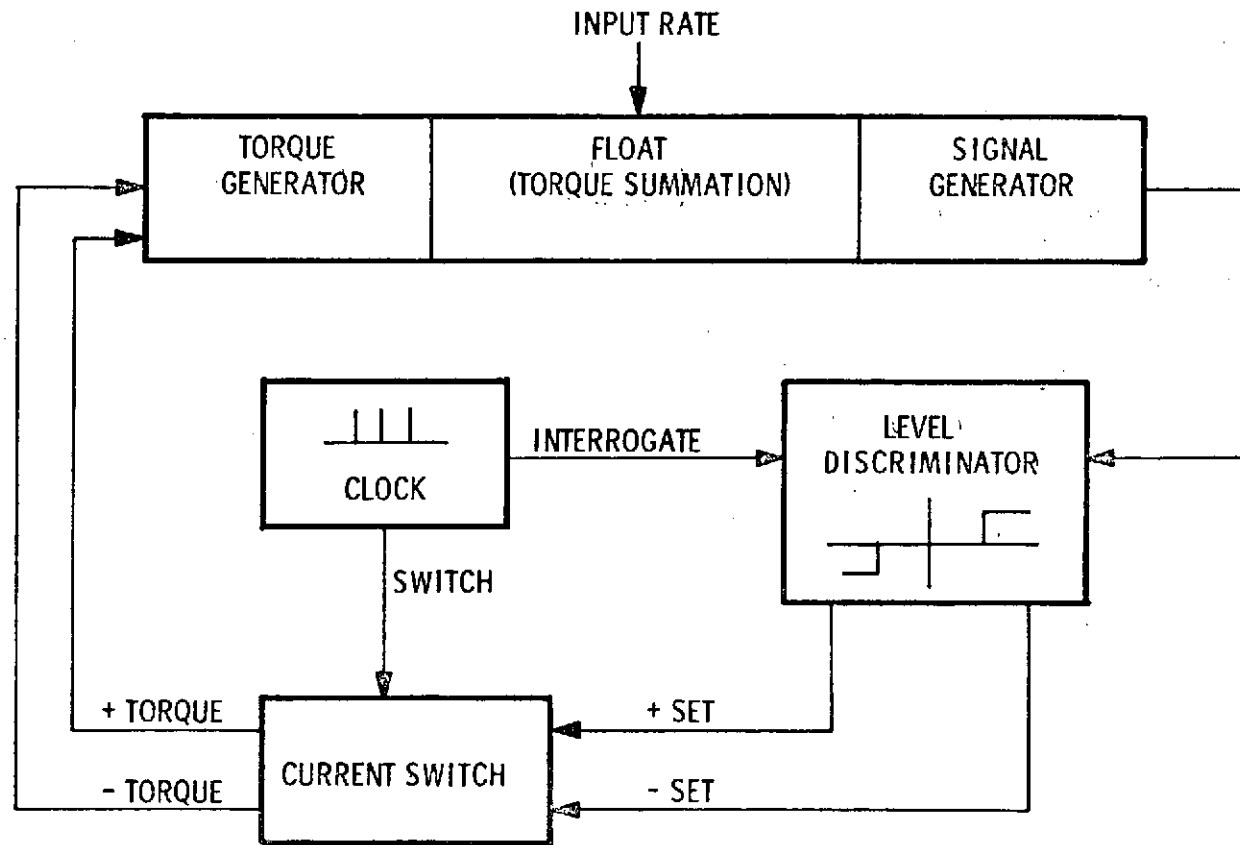 INPUT RATE
TORQUE
GENERATOR
FLOAT
(TORQUE SUMMATION)
SIGNAL
GENERATOR
CLOCK
INTERROGATE
LEVEL
DISCRIMINATOR
SWITCH
+ TORQUE
- TORQUE
CURRENT SWITCH
+ SET
- SET